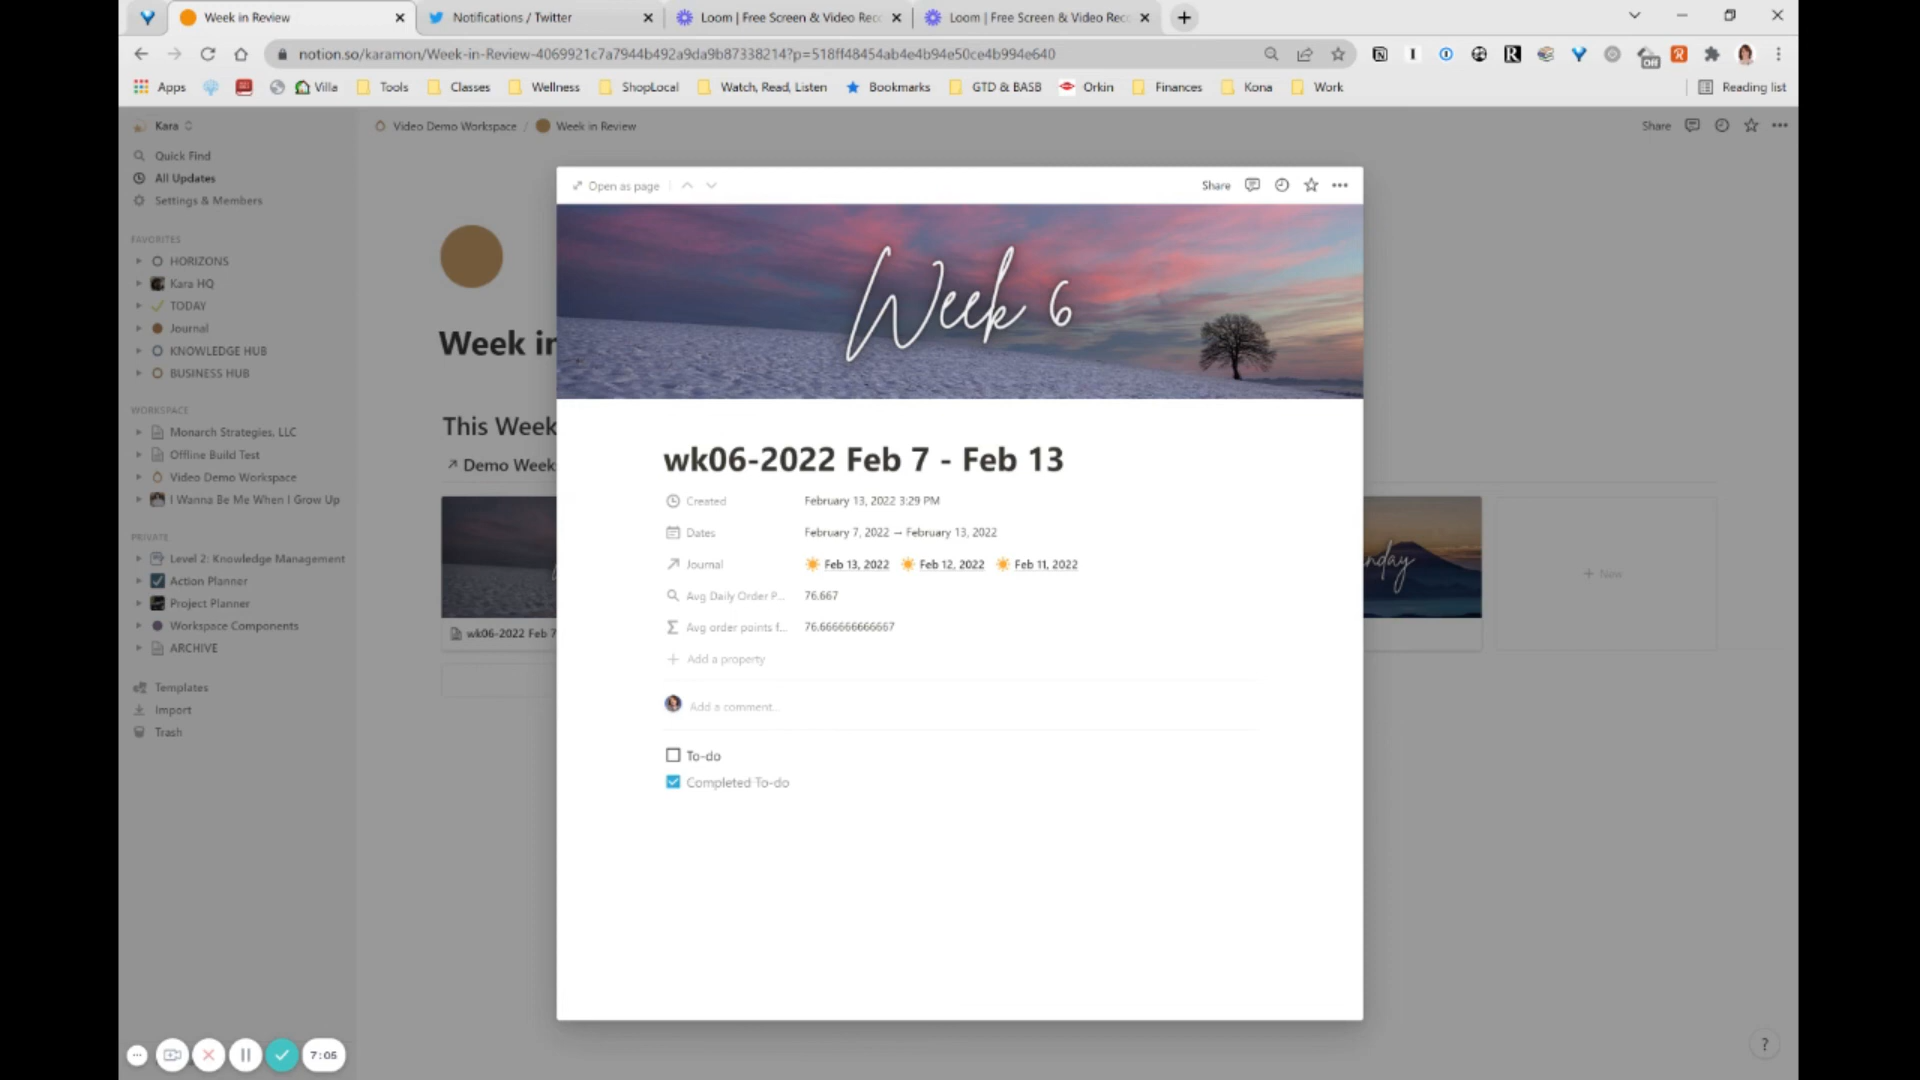 Week in Review
Notifications / Twitter
Loom | Free Screen & Video Rec
Loom | Free Screen & Video Rec
notion.so/karamon/Week-in-Review-4069921c7a7944b492a9da9b87338214?p=518ff48454ab4e4b94e50ce4b994e640
Off
Apps
Villa
Tools
Classes
Wellness
ShopLocal
Watch, Read, Listen
Bookmarks
GTD & BASB
Orkin
Finances
Kona
Work
Reading list
Kara
Video Demo Workspace / Week in Review
Share
Quick Find
All Updates
Settings & Members
FAVORITES
HORIZONS
Kara HQ
TODAY
Journal
KNOWLEDGE HUB
BUSINESS HUB
WORKSPACE
Monarch Strategies, LLC
Offline Build Test
Video Demo Workspace
I Wanna Be Me When I Grow Up
PRIVATE
Level 2: Knowledge Management
Action Planner
Project Planner
Workspace Components
ARCHIVE
Templates
Import
Trash
Week in
This Week
Demo Week
wk06-2022 Feb 7
nday
+ New
Open as page
Share
Week 6
wk06-2022 Feb 7 - Feb 13
Created February 13, 2022 3:29 PM
Dates February 7, 2022 → February 13, 2022
Journal Feb 13, 2022 Feb 12, 2022 Feb 11, 2022
Avg Daily Order P... 76.667
Avg order points f... 76.666666666667
+ Add a property
Add a comment...
To-do
Completed To-do
7:05
?